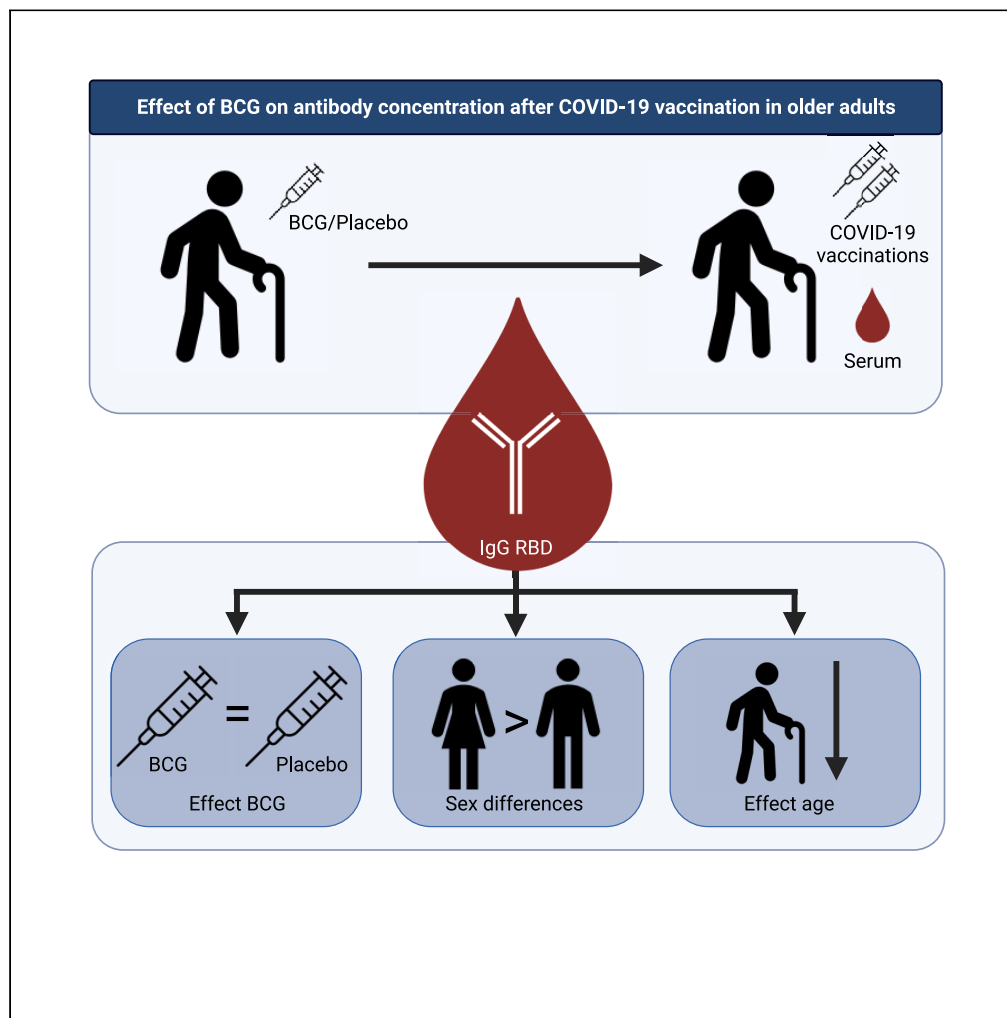 Effect of BCG on antibody concentration after COVID-19 vaccination in older adults
BCG/Placebo
COVID-19
vaccinations
Serum
IgG RBD
BCG
=
Placebo
Effect BCG
>
Sex differences
Effect age